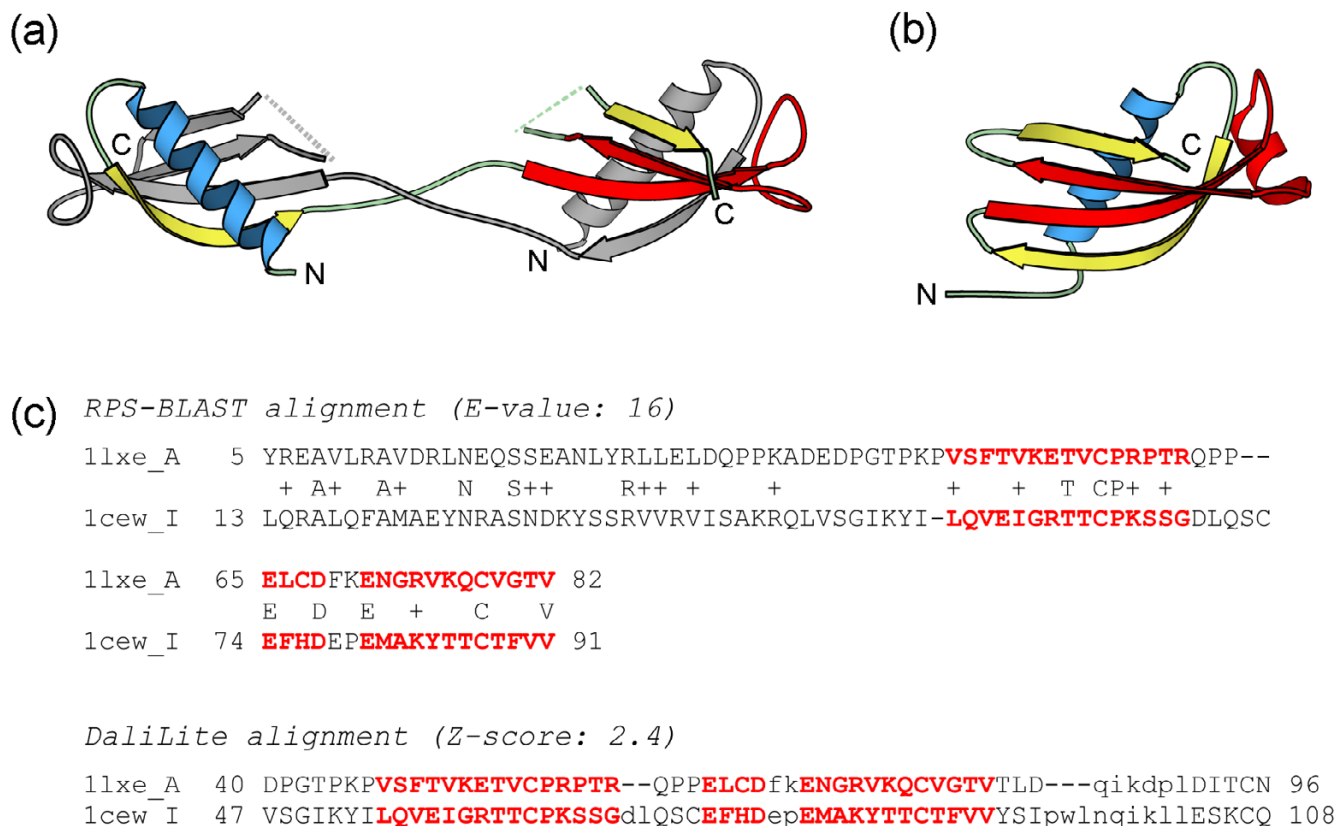 (a)
(b)
C
N
N
C
C
N
(c) RPS-BLAST alignment (E-value: 16)
1lxe_A 5 YREAVLRAVDRLNEQSSEANLYRLLELDQPPKADEDPGTPKPVSFTVKETVCPRPTRQPP--
+ A+ A+ N S++ R++ + + + + T CP+ +
1cew_I 13 LQRALQFAMAEYNRASNDKYSSRVVRVISAKRQLVSGIKYI-LQVEIGRTTCPKSSGDLQSC
1lxe_A 65 ELCDFKENGRVKQCVGTV 82
E D E + C V
1cew_I 74 EFHDEPEMAKYTTCTFVV 91
DaliLite alignment (Z-score: 2.4)
1lxe_A 40 DPGTPKPVSFTVKETVCPRPTR--QPPELCDfkENGRVKQCVGTVTLD---qikdplDITCN 96
1cew_I 47 VSGIKYILQVEIGRTTCPKSSGdlQSCEFHDepEMAKYTTCTFVVYSIpwlnqikllESKCQ 108